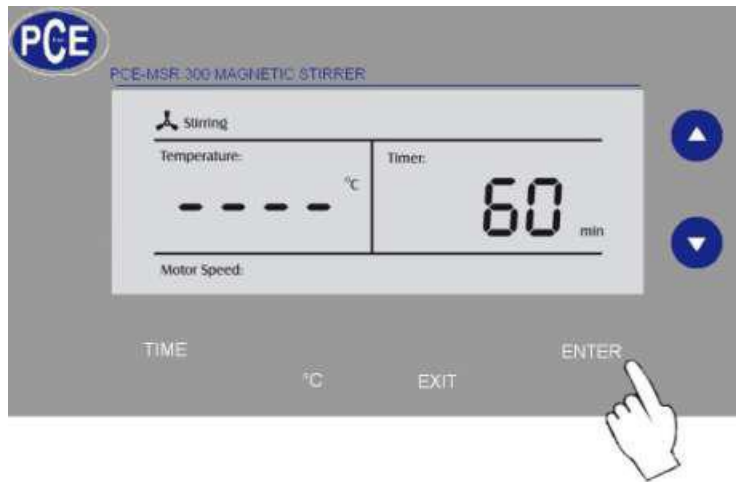 PCE
PCE-MSR 300 MAGNETIC STIRRER
Stirring
Temperature: Timer:
---- °C 60 min
Motor Speed:
TIME ENTER
°C EXIT